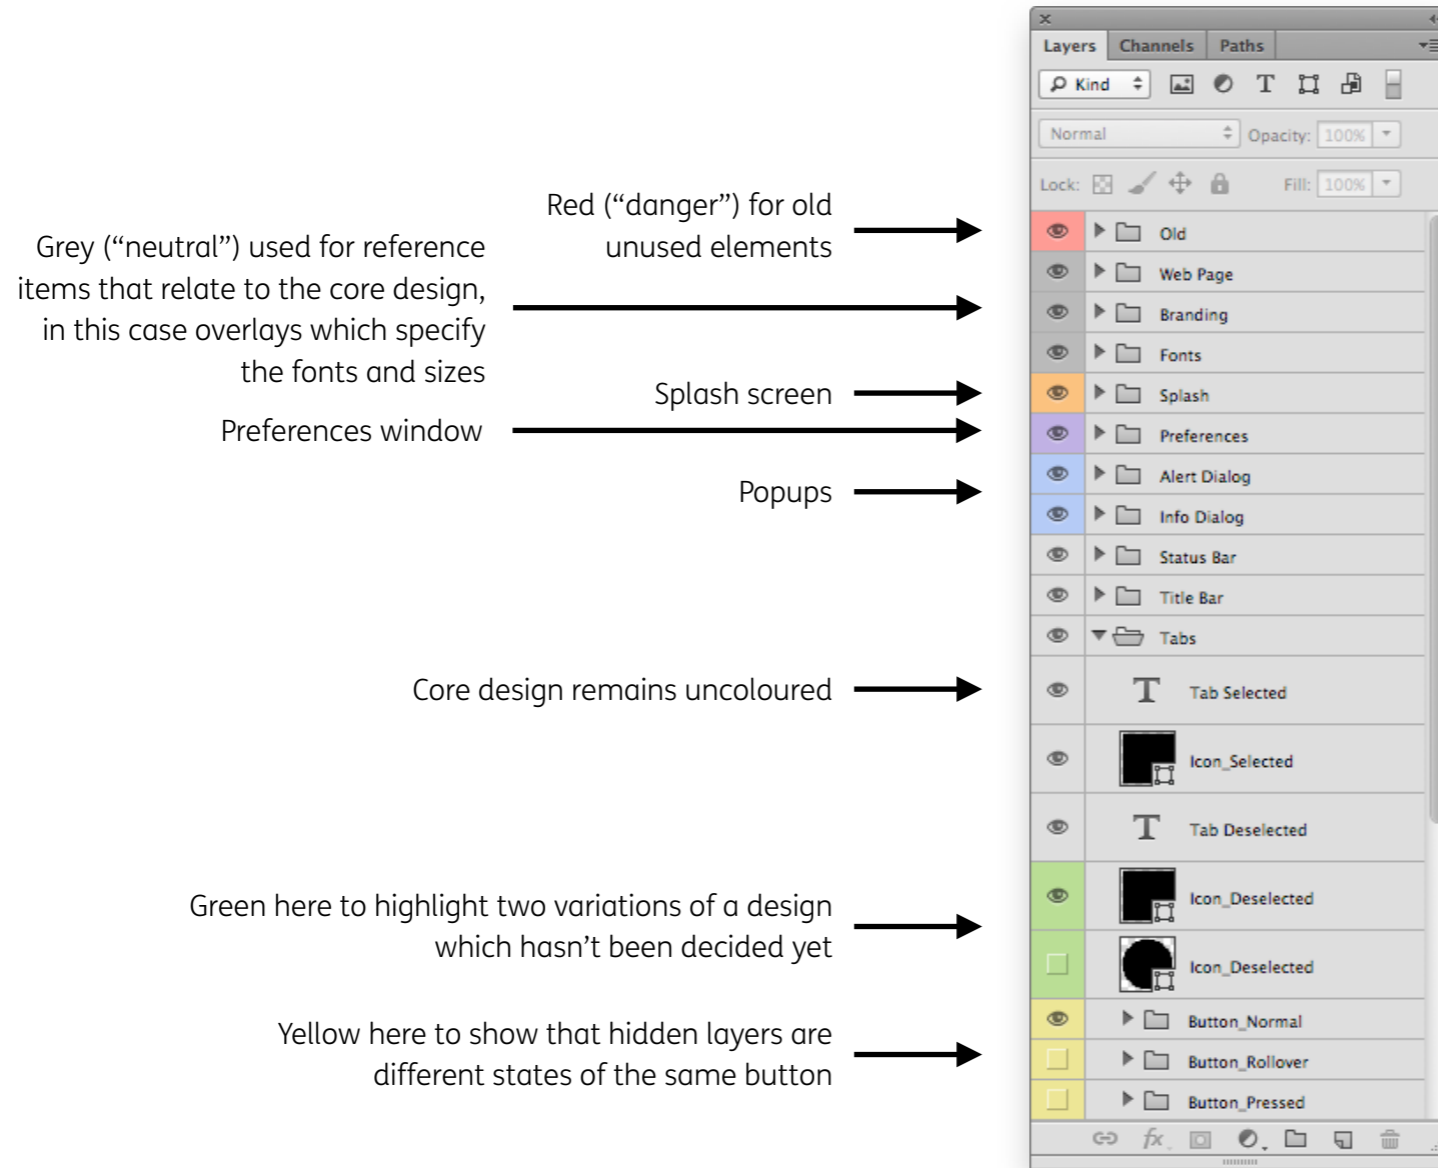 Layers Channels Paths
Kind T
Normal Opacity: 100%
Lock: Fill: 100%
Red (“danger”) for old
unused elements
Grey (“neutral”) used for reference
items that relate to the core design,
in this case overlays which specify
the fonts and sizes
Splash screen
Preferences window
Popups
Core design remains uncoloured
Green here to highlight two variations of a design
which hasn’t been decided yet
Yellow here to show that hidden layers are
different states of the same button
Old
Web Page
Branding
Fonts
Splash
Preferences
Alert Dialog
Info Dialog
Status Bar
Title Bar
Tabs
T Tab Selected
Icon_Selected
T Tab Deselected
Icon_Deselected
Icon_Deselected
Button_Normal
Button_Rollover
Button_Pressed
fx